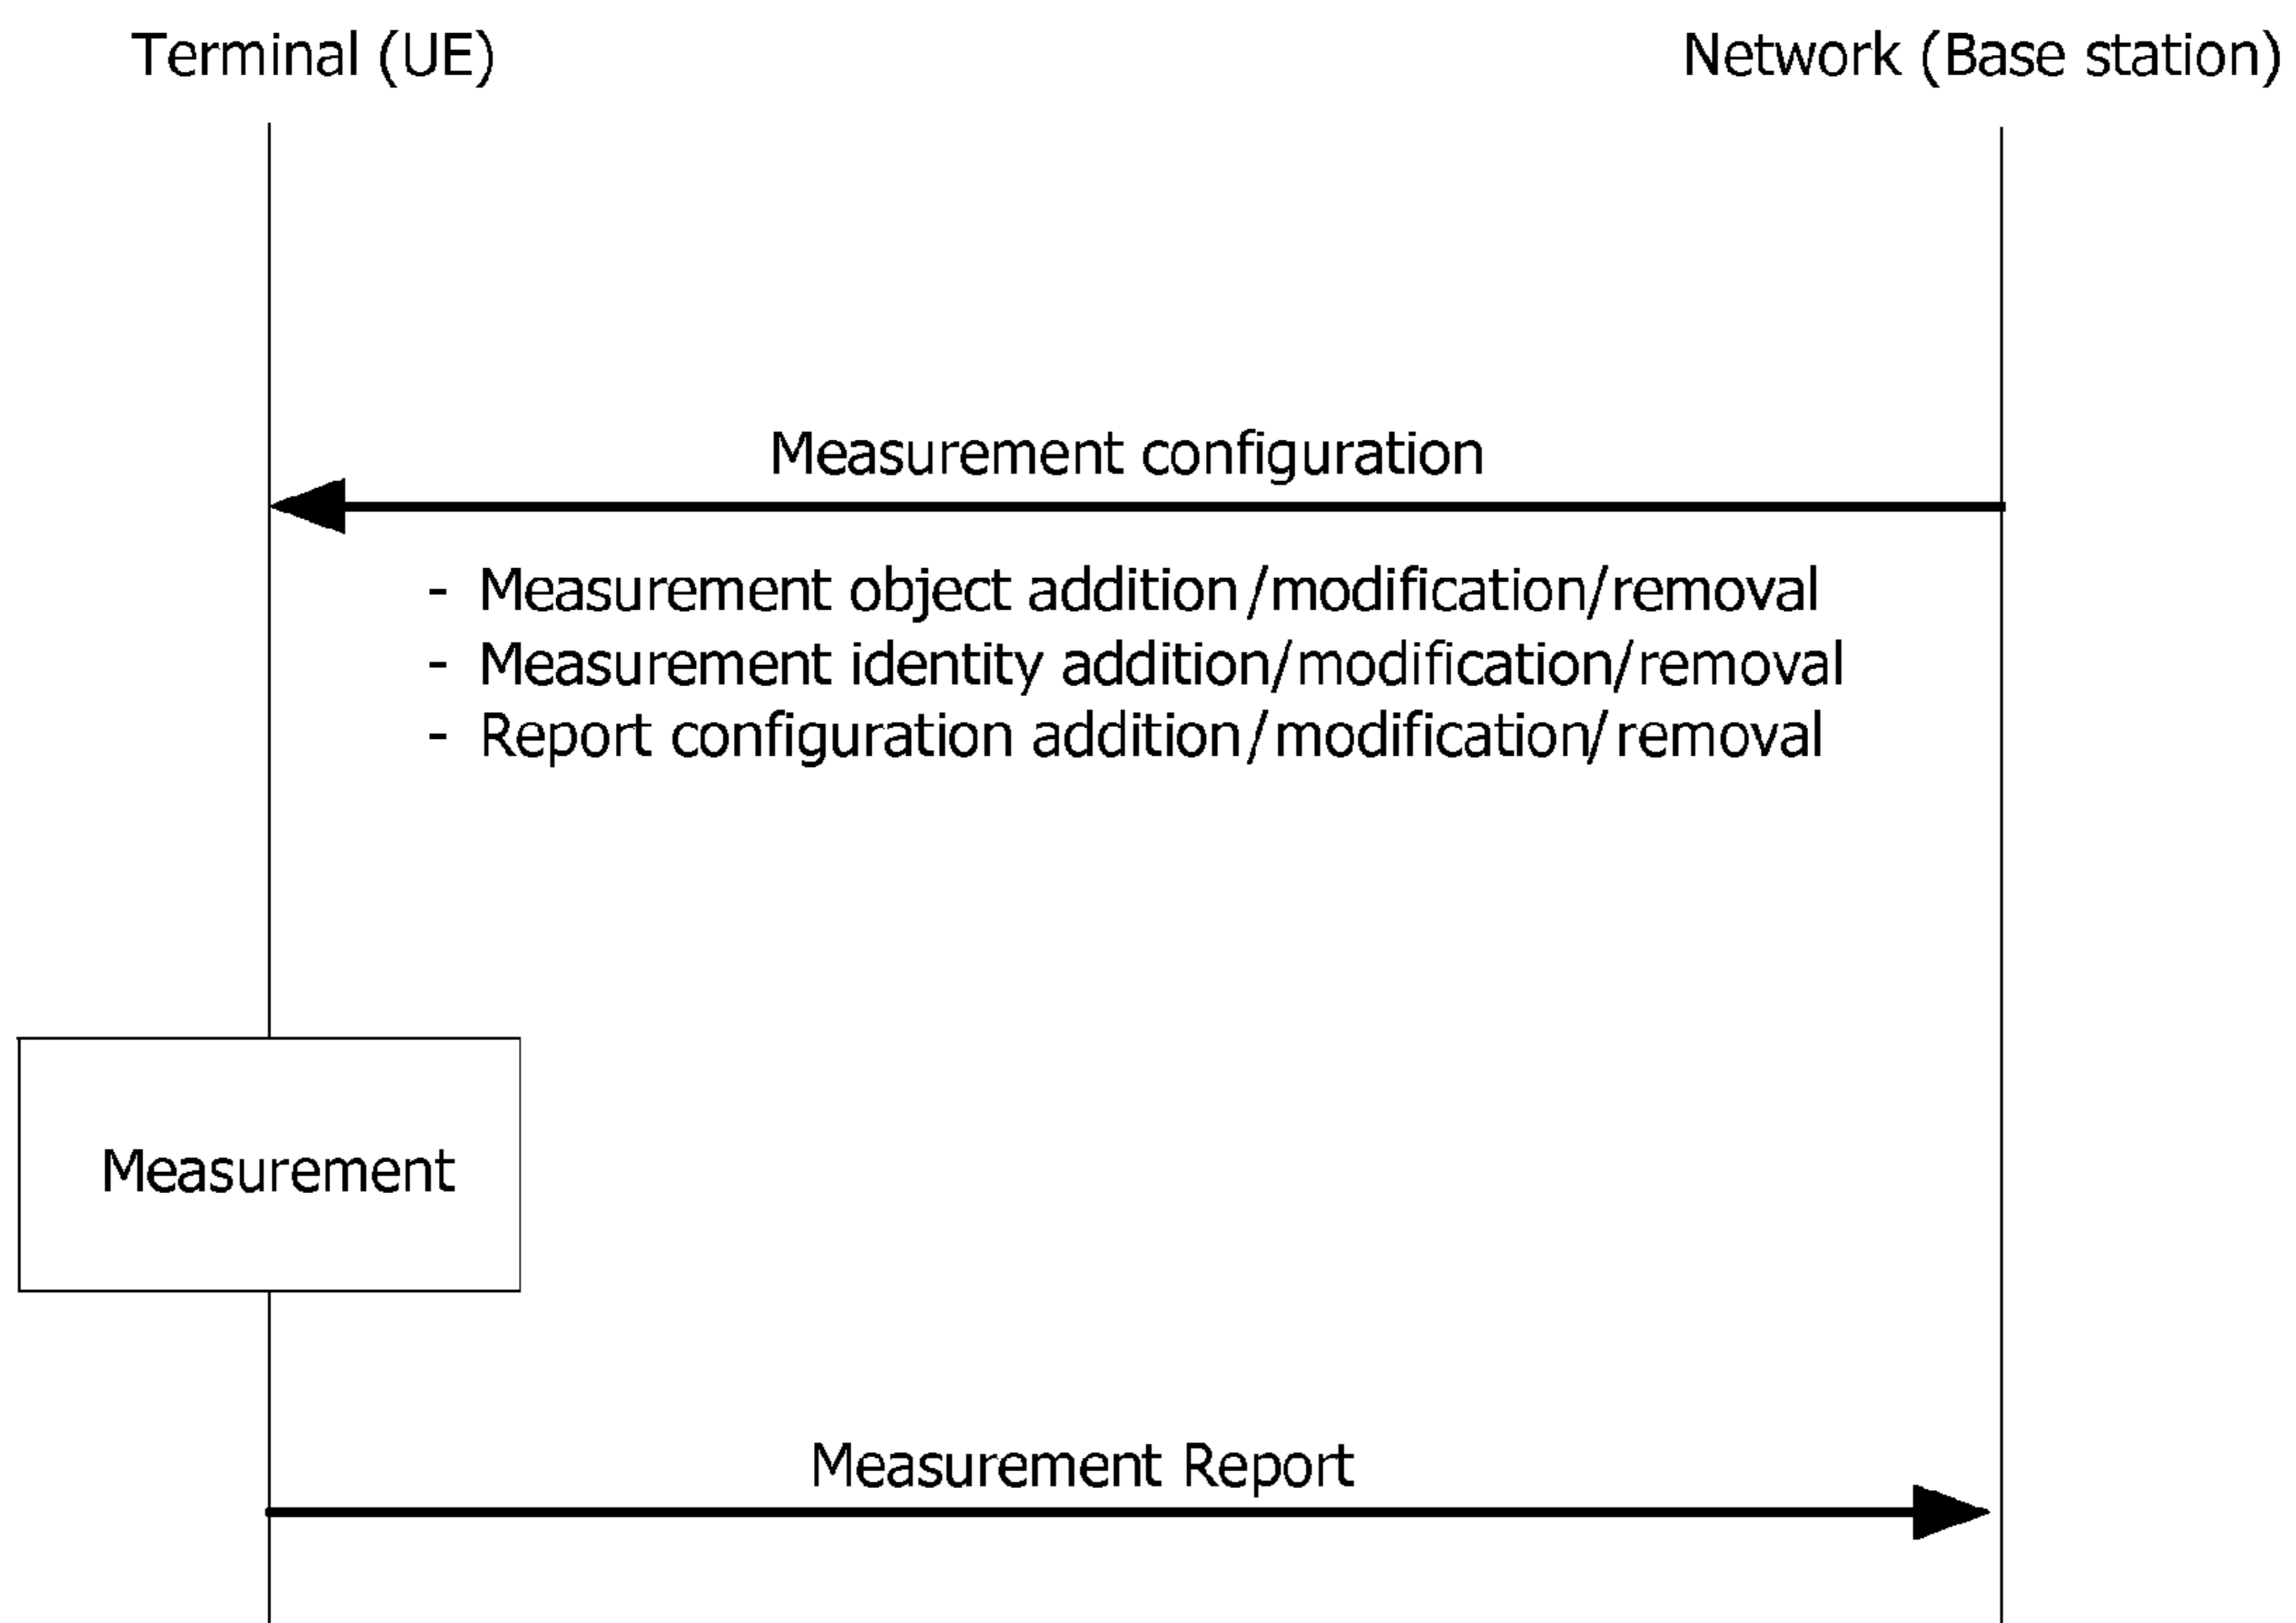 Terminal (UE) Network (Base station)
Measurement configuration
- Measurement object addition/modification/removal
- Measurement identity addition/modification/removal
- Report configuration addition/modification/removal
Measurement
Measurement Report